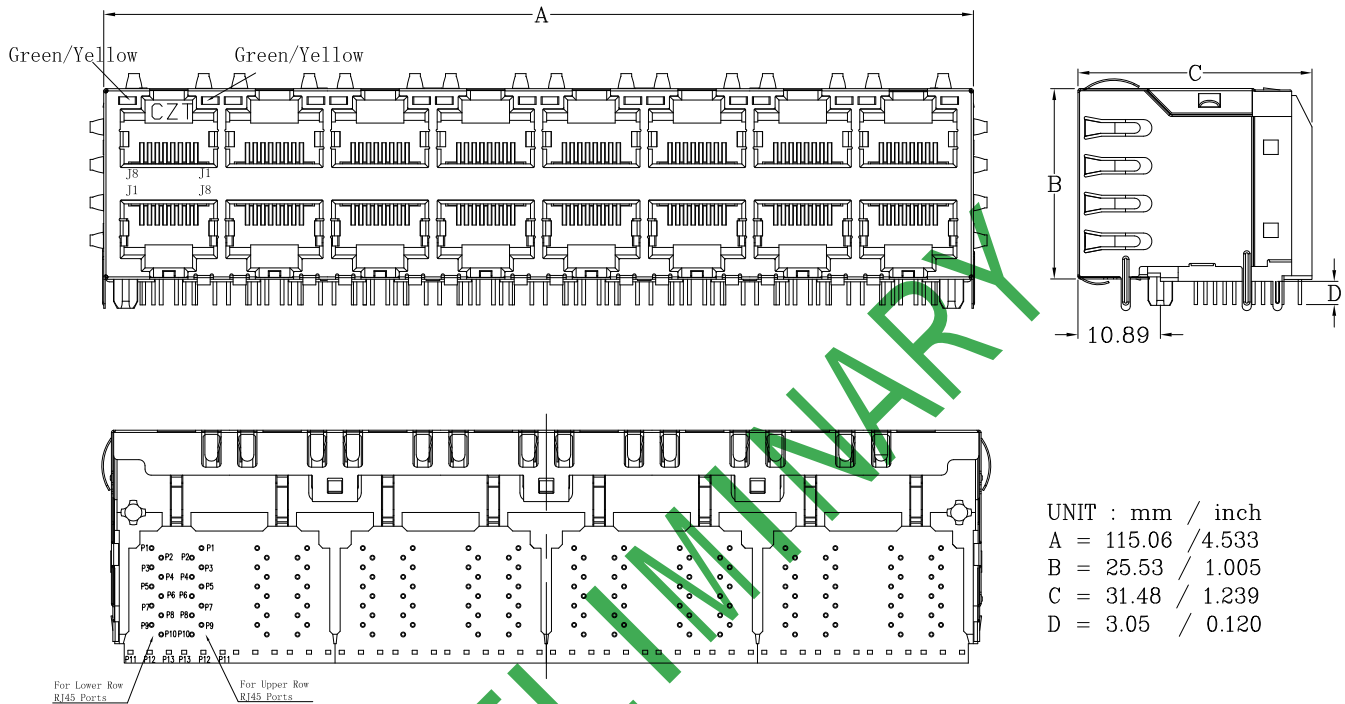 A
Green/Yellow Green/Yellow
C
CZT
J8 J1
J1 J8
B
D
10.89
P1 P1
P2 P2
P3 P3
P4 P4
P5 P5
P6 P6
P7 P7
P8 P8
P9 P9
P10 P10
P11 P12 P13 P13 P12 P11
For Lower Row
RJ45 Ports
For Upper Row
RJ45 Ports
UNIT : mm / inch
A = 115.06 /4.533
B = 25.53 / 1.005
C = 31.48 / 1.239
D = 3.05 / 0.120